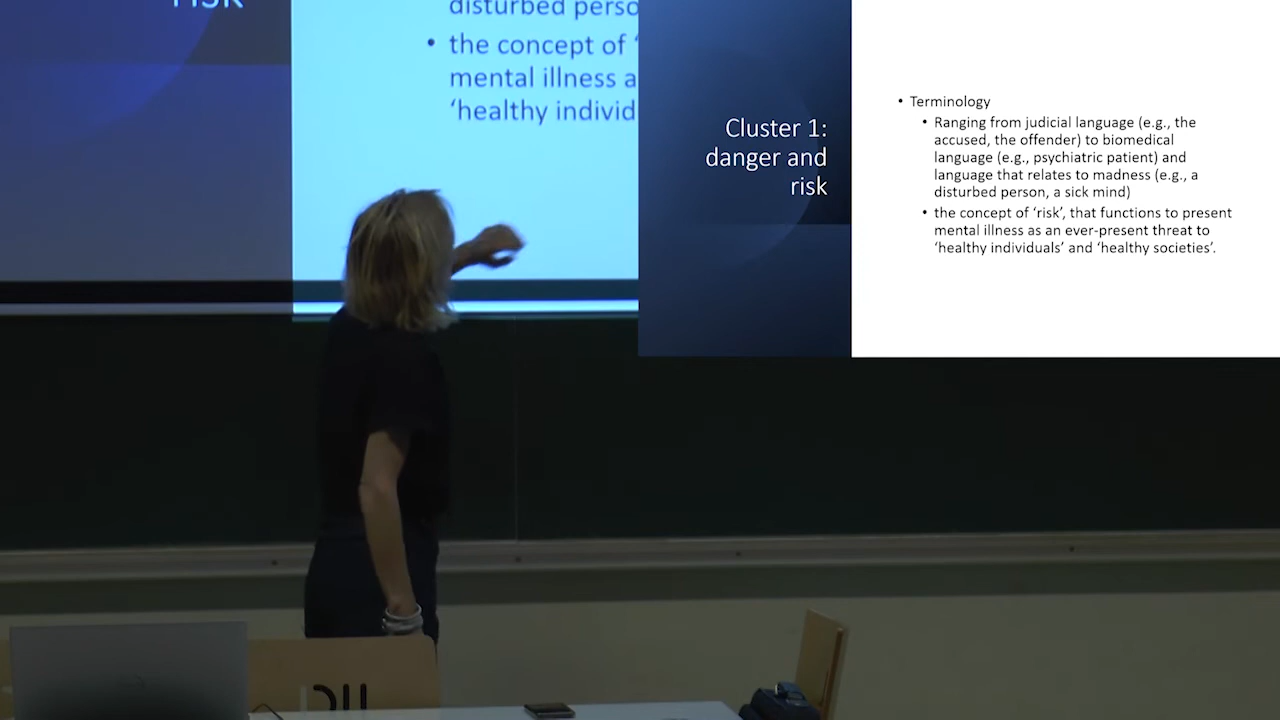 risk
disturbed perso
• the concept of ‘
mental illness a
‘healthy individ
Cluster 1:
danger and
risk
• Terminology
• Ranging from judicial language (e.g., the
accused, the offender) to biomedical
language (e.g., psychiatric patient) and
language that relates to madness (e.g., a
disturbed person, a sick mind)
• the concept of ‘risk’, that functions to present
mental illness as an ever-present threat to
‘healthy individuals’ and ‘healthy societies’.